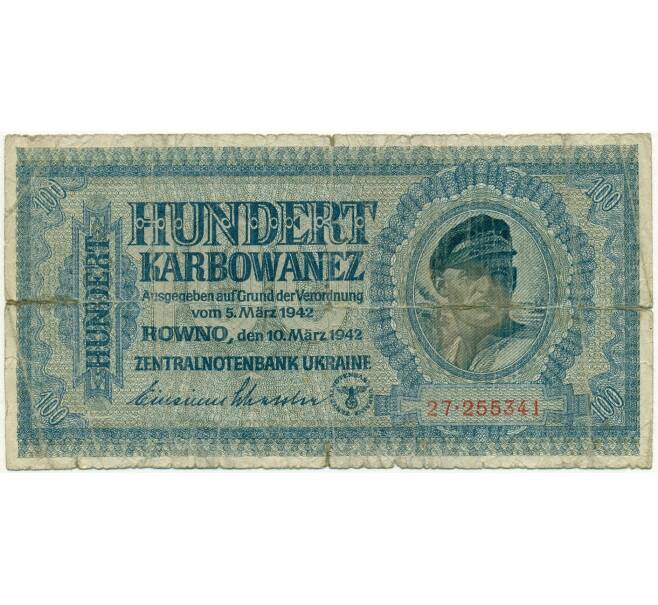 100
100
HUNDERT
KARBOWANEZ
Ausgegeben auf Grund der Verordnung
vom 5. März 1942
ROWNO, den 10. März 1942
ZENTRALNOTENBANK UKRAINE
HUNDERT
27·255341
100
100